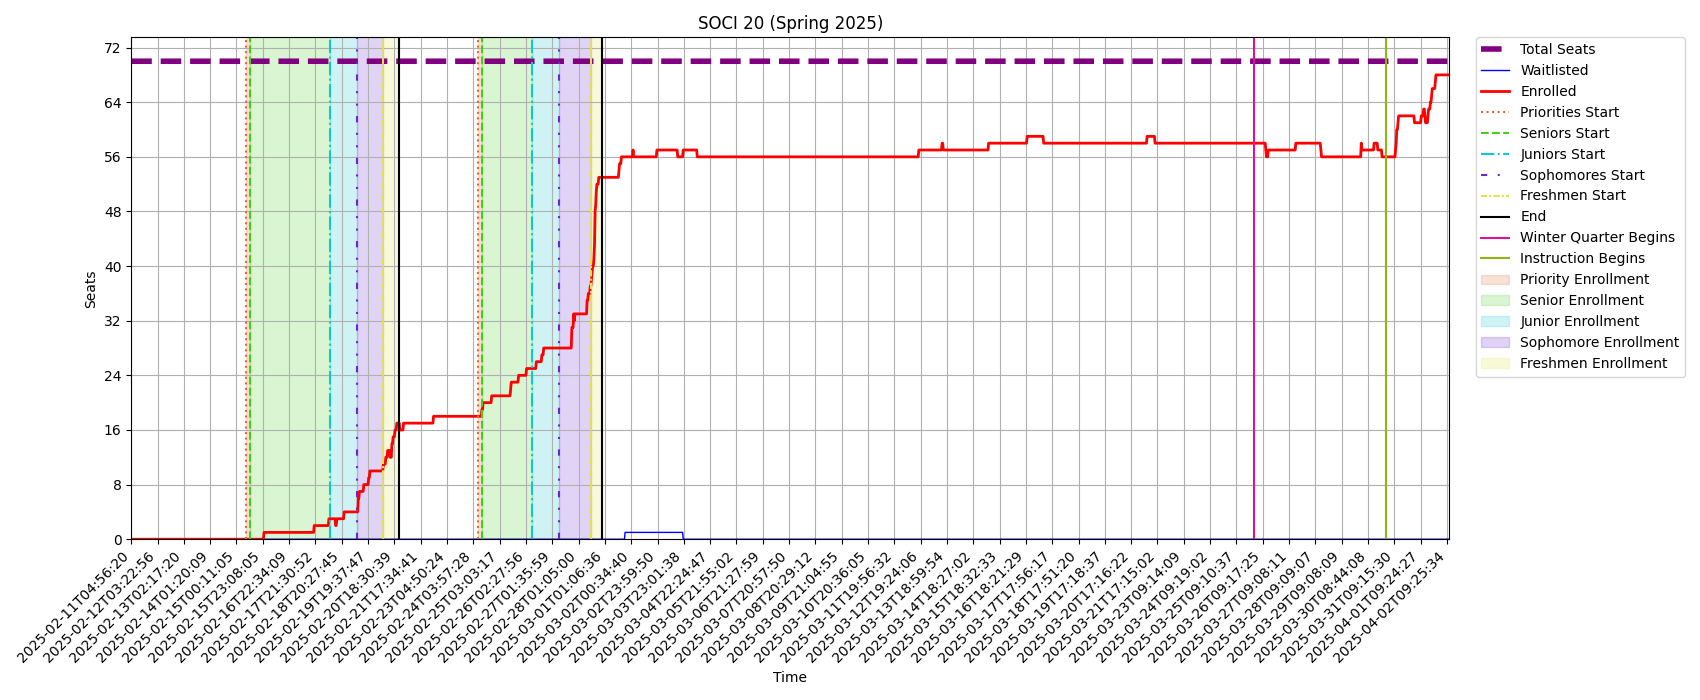 SOCI 20 (Spring 2025)
72
64
56
48
40
32
24
16
8
0
Seats
2025-02-11T04:56:20
2025-02-12T03:22:56
2025-02-13T02:17:20
2025-02-14T01:20:09
2025-02-15T00:11:05
2025-02-15T23:08:05
2025-02-16T22:34:09
2025-02-17T21:30:52
2025-02-18T20:27:45
2025-02-19T19:37:47
2025-02-20T18:30:39
2025-02-21T17:34:41
2025-02-23T04:50:24
2025-02-24T03:57:28
2025-02-25T03:03:17
2025-02-26T02:27:56
2025-02-27T01:35:59
2025-02-28T01:05:00
2025-03-01T01:06:36
2025-03-02T00:34:40
2025-03-02T23:59:50
2025-03-03T23:01:38
2025-03-04T22:24:47
2025-03-05T21:55:02
2025-03-06T21:27:59
2025-03-07T20:57:50
2025-03-08T20:29:12
2025-03-09T21:04:55
2025-03-10T20:36:05
2025-03-11T19:56:32
2025-03-12T19:24:06
2025-03-13T18:59:54
2025-03-14T18:27:02
2025-03-15T18:32:33
2025-03-16T18:21:29
2025-03-17T17:56:17
2025-03-18T17:51:20
2025-03-19T17:18:37
2025-03-20T17:16:22
2025-03-21T17:15:02
2025-03-23T09:14:09
2025-03-24T09:19:02
2025-03-25T09:10:37
2025-03-26T09:17:25
2025-03-27T09:08:11
2025-03-28T09:09:07
2025-03-29T09:08:09
2025-03-30T08:44:08
2025-03-31T09:15:30
2025-04-01T09:24:27
2025-04-02T09:25:34
Time
Total Seats
Waitlisted
Enrolled
Priorities Start
Seniors Start
Juniors Start
Sophomores Start
Freshmen Start
End
Winter Quarter Begins
Instruction Begins
Priority Enrollment
Senior Enrollment
Junior Enrollment
Sophomore Enrollment
Freshmen Enrollment